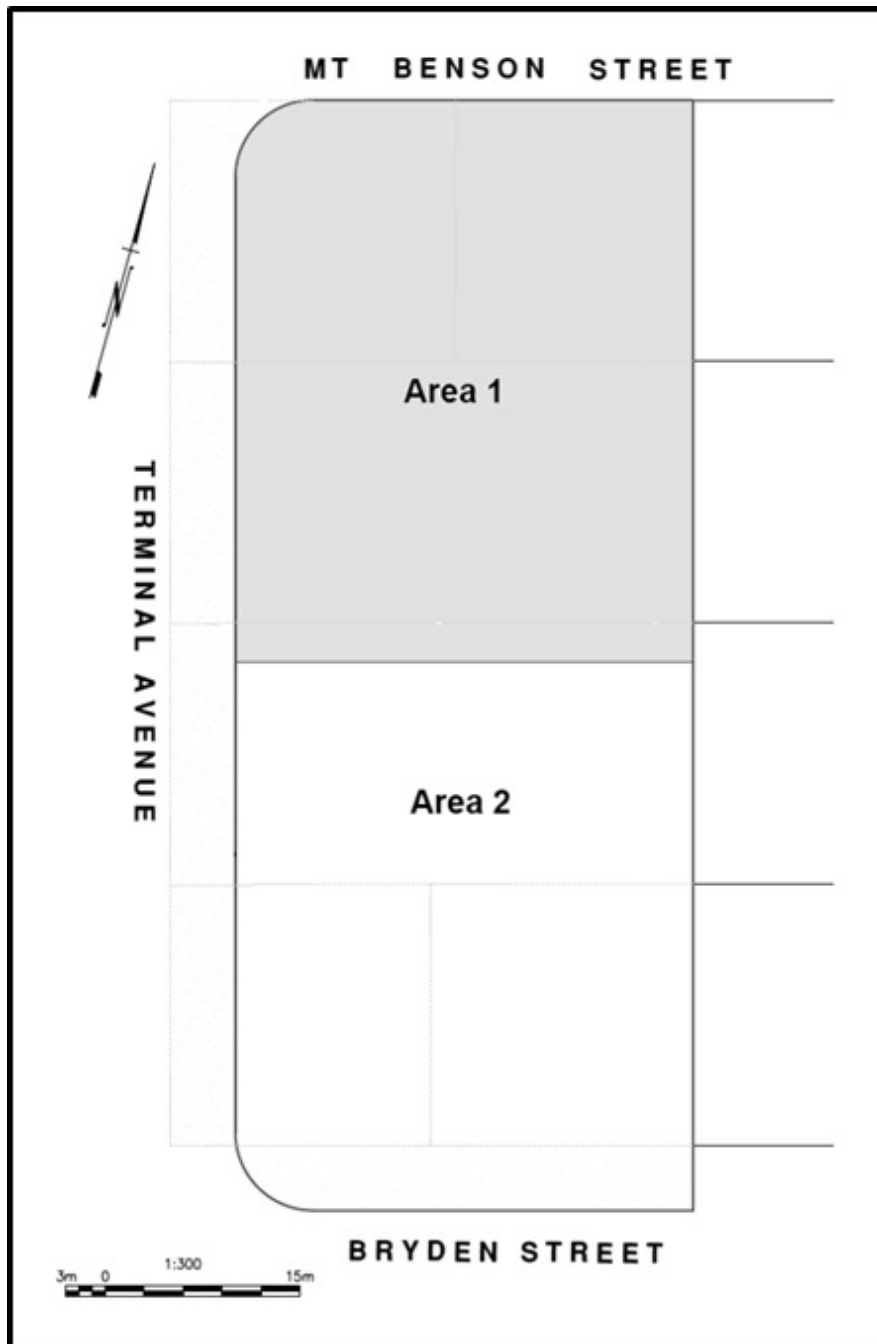 MT BENSON STREET
N
Area 1
TERMINAL AVENUE
Area 2
BRYDEN STREET
1:300
3m 0 15m